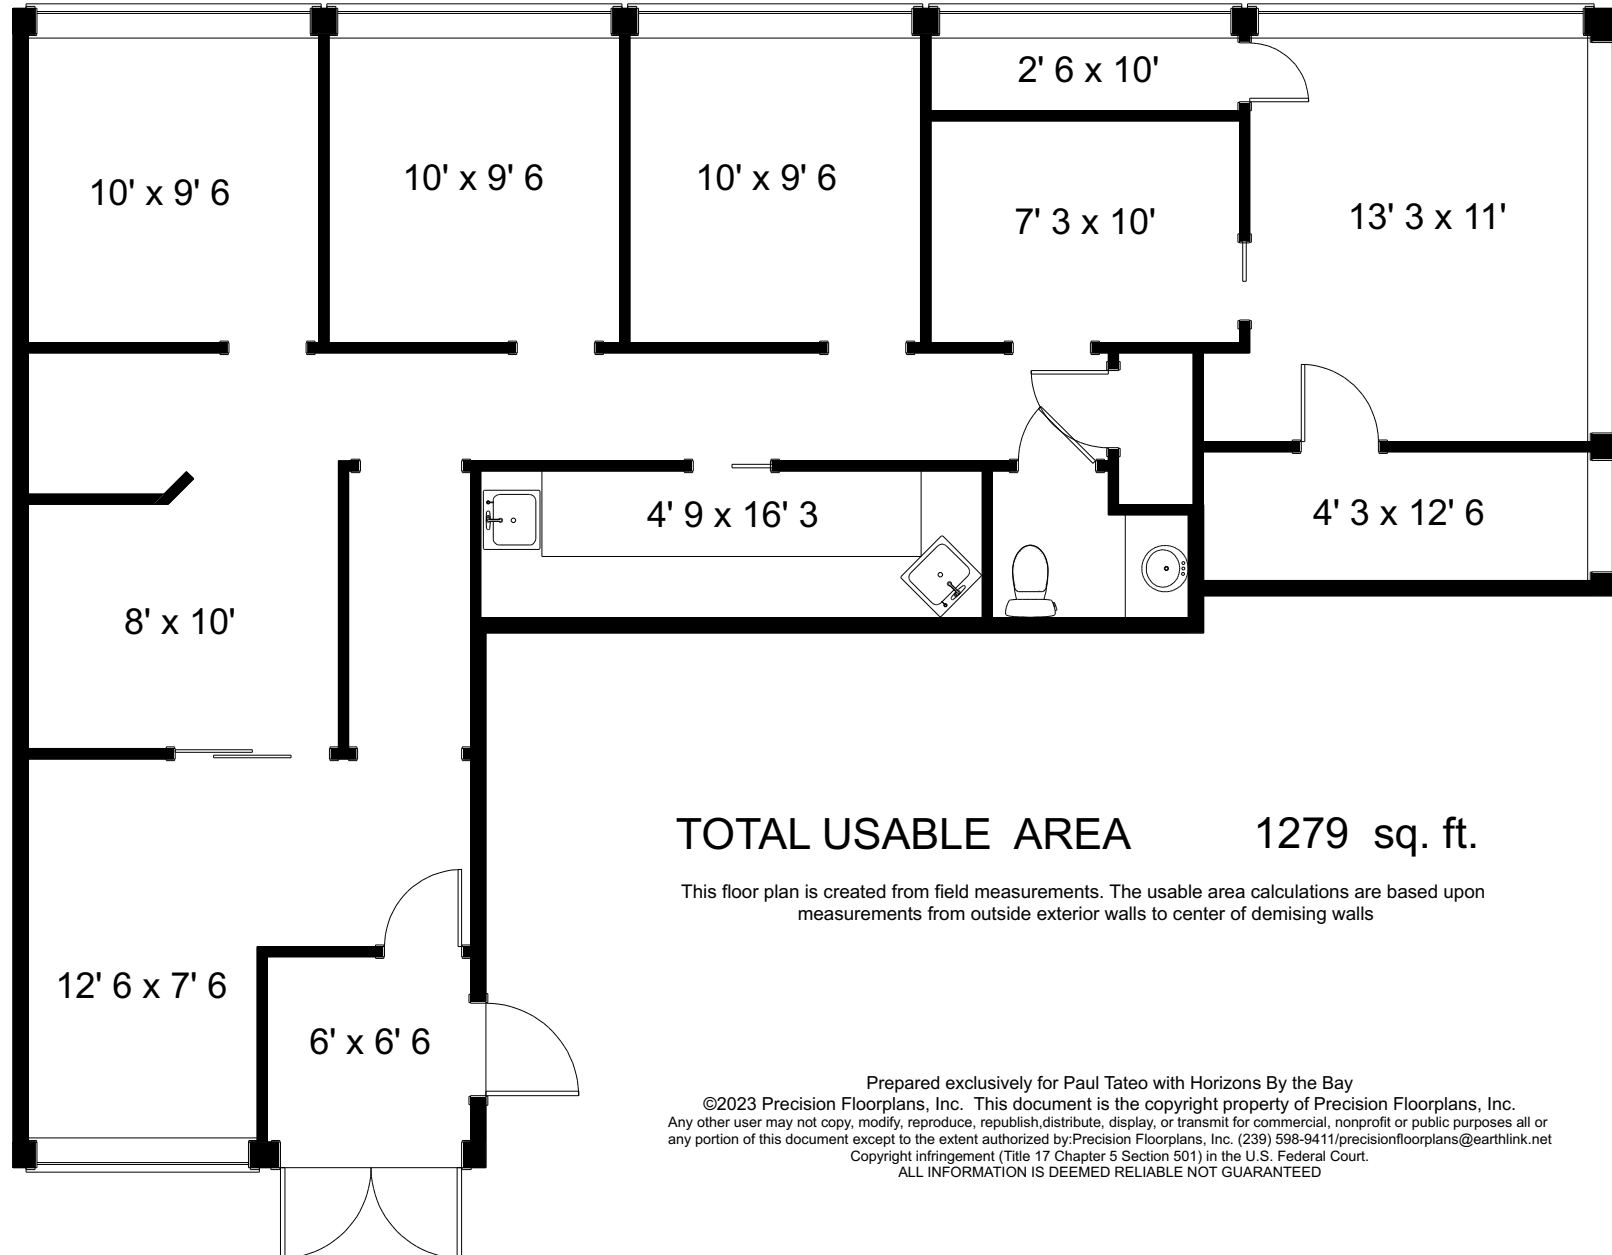 2' 6 x 10'
10' x 9' 6
10' x 9' 6
10' x 9' 6
7' 3 x 10'
13' 3 x 11'
4' 9 x 16' 3
4' 3 x 12' 6
8' x 10'
TOTAL USABLE AREA 1279 sq. ft.
This floor plan is created from field measurements. The usable area calculations are based upon
measurements from outside exterior walls to center of demising walls
12' 6 x 7' 6
6' x 6' 6
Prepared exclusively for Paul Tateo with Horizons By the Bay
©2023 Precision Floorplans, Inc. This document is the copyright property of Precision Floorplans, Inc.
Any other user may not copy, modify, reproduce, republish,distribute, display, or transmit for commercial, nonprofit or public purposes all or
any portion of this document except to the extent authorized by:Precision Floorplans, Inc. (239) 598-9411/precisionfloorplans@earthlink.net
Copyright infringement (Title 17 Chapter 5 Section 501) in the U.S. Federal Court.
ALL INFORMATION IS DEEMED RELIABLE NOT GUARANTEED